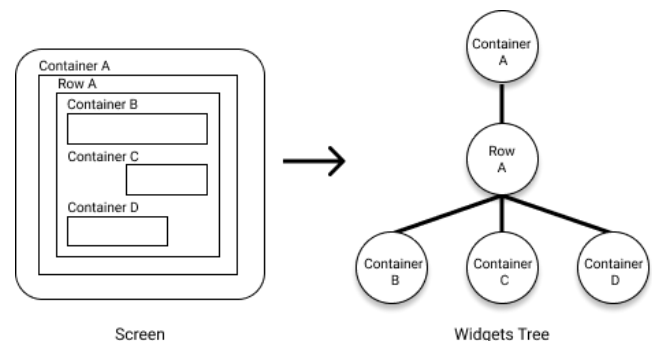 Container A
Row A
Container B
Container C
Container D
Screen
Container
A
Row
A
Container
B
Container
C
Container
D
Widgets Tree